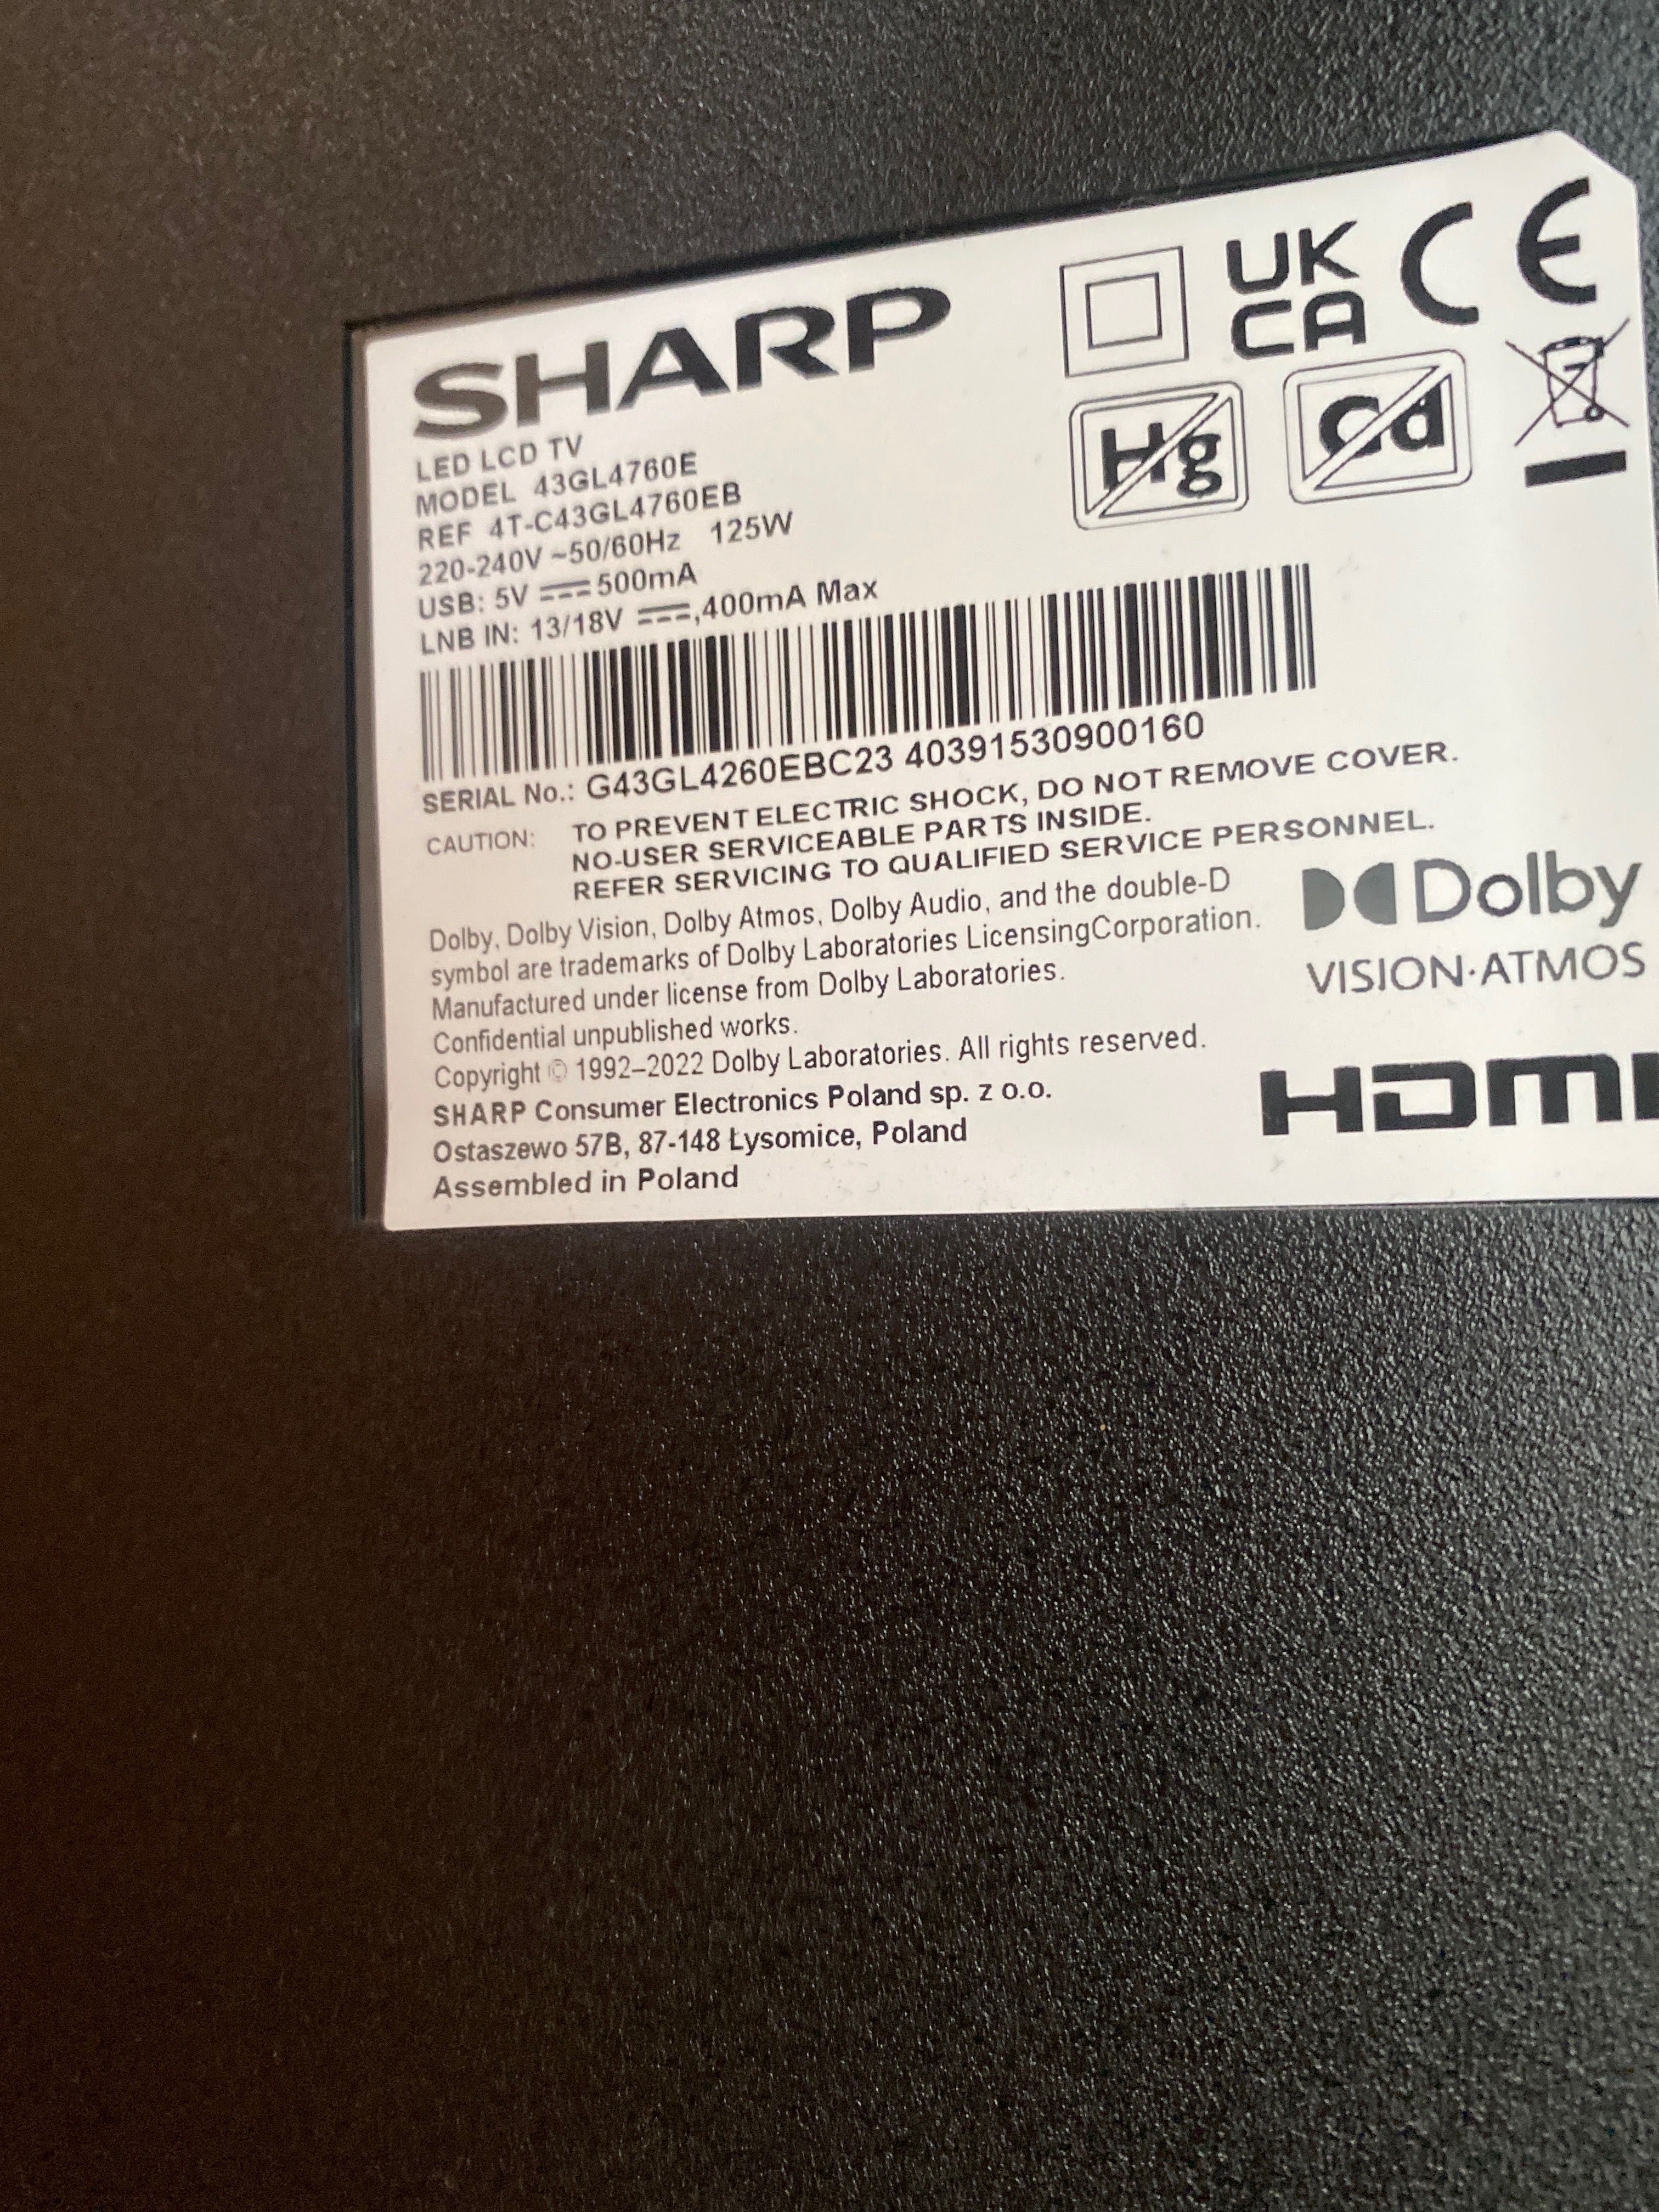 SHARP
UK
CA
CE
LED LCD TV
MODEL 43GL4760E
REF 4T-C43GL4760EB
220-240V ~50/60Hz 125W
USB: 5V ⎓ 500mA
LNB IN: 13/18V ⎓,400mA Max
Hg
Cd
SERIAL No.: G43GL4260EBC23 40391530900160
CAUTION: TO PREVENT ELECTRIC SHOCK, DO NOT REMOVE COVER.
NO-USER SERVICEABLE PARTS INSIDE.
REFER SERVICING TO QUALIFIED SERVICE PERSONNEL.
Dolby, Dolby Vision, Dolby Atmos, Dolby Audio, and the double-D
symbol are trademarks of Dolby Laboratories LicensingCorporation.
Manufactured under license from Dolby Laboratories.
Confidential unpublished works.
Copyright © 1992–2022 Dolby Laboratories. All rights reserved.
SHARP Consumer Electronics Poland sp. z o.o.
Ostaszewo 57B, 87-148 Łysomice, Poland
Assembled in Poland
Dolby
VISION·ATMOS
HDMI